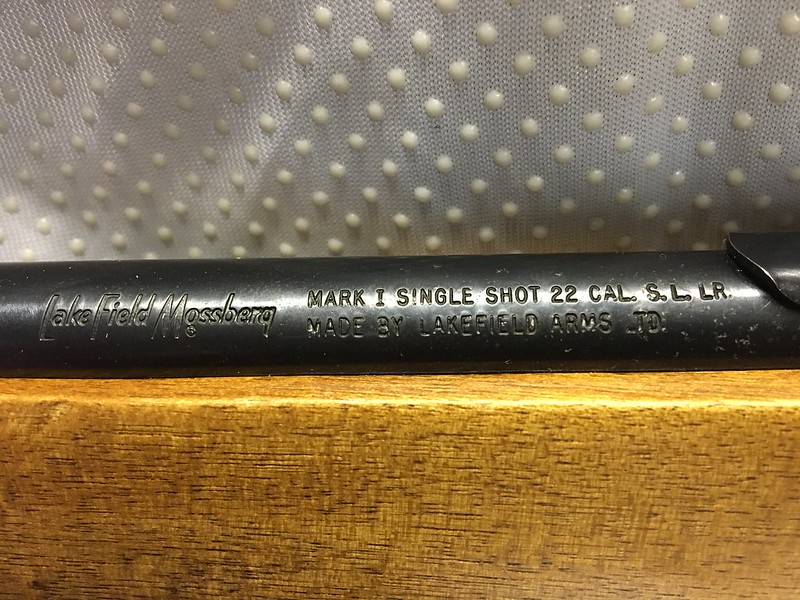 LakeField Mossberg ®
MARK I SINGLE SHOT 22 CAL. S. L. LR.
MADE BY LAKEFIELD ARMS LTD.